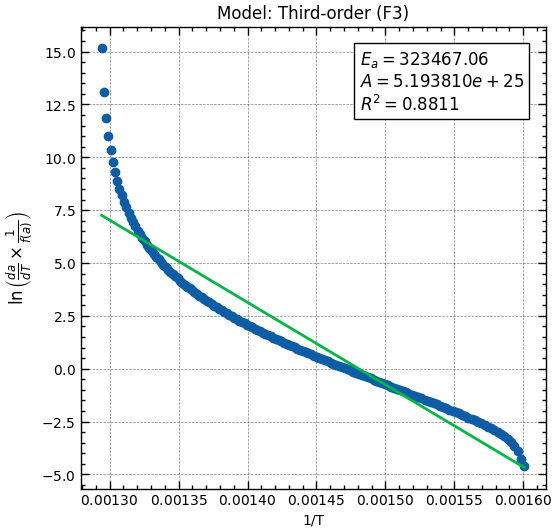 Model: Third-order (F3)
E_a = 323467.06
A = 5.193810e + 25
R^2 = 0.8811
15.0
12.5
10.0
7.5
5.0
2.5
0.0
−2.5
−5.0
ln(da/dT × 1/f(a))
0.00130 0.00135 0.00140 0.00145 0.00150 0.00155 0.00160
1/T